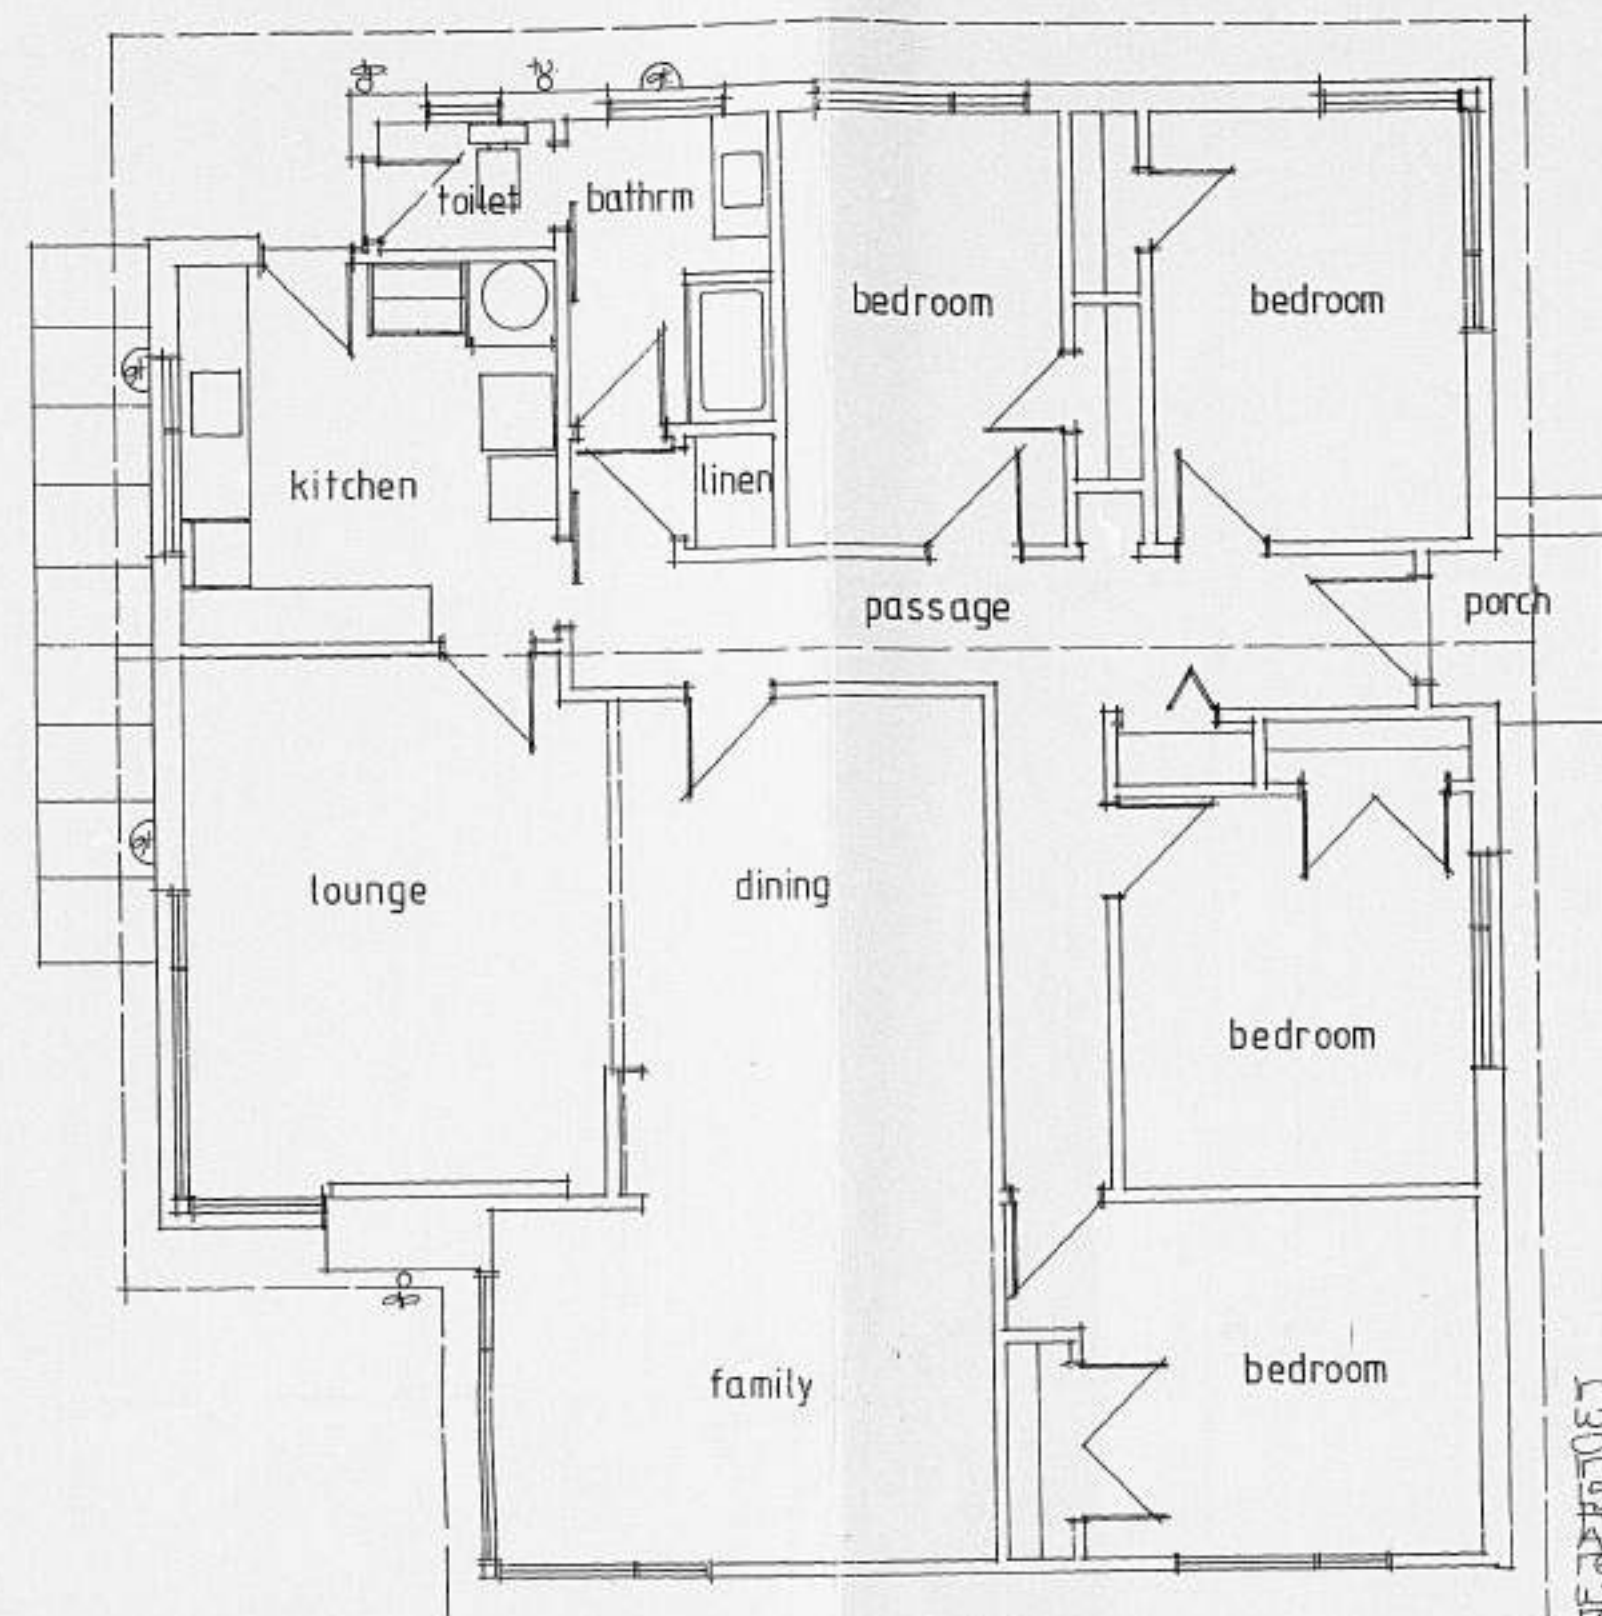 toilet
bathrm
bedroom
bedroom
linen
kitchen
passage
porch
lounge
dining
bedroom
family
bedroom